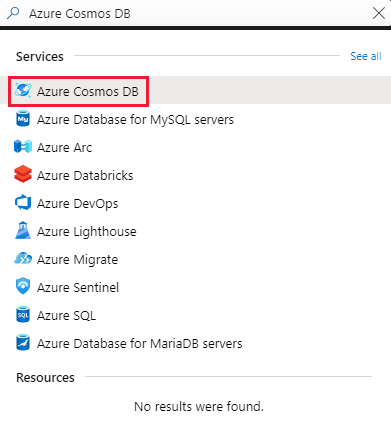 Azure Cosmos DB
Services See all
Azure Cosmos DB
Azure Database for MySQL servers
Azure Arc
Azure Databricks
Azure DevOps
Azure Lighthouse
Azure Migrate
Azure Sentinel
Azure SQL
Azure Database for MariaDB servers
Resources
No results were found.